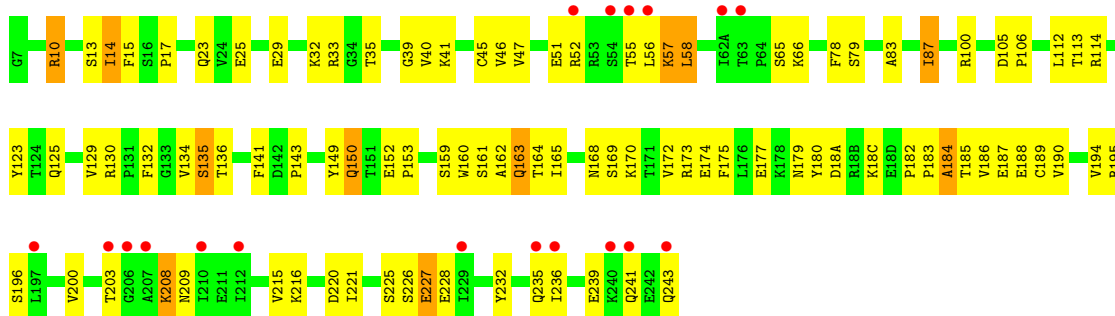 G7 R10 S13 I14 F15 S16 P17 Q23 V24 E25 E29 K32 R33 G34 T35 G39 V40 K41 C45 V46 V47 E51 R52 R53 S54 T55 L56 K57 L58 I62A T63 P64 S65 K66 F78 S79 A83 I87 R100 D105 P106 L112 T113 R114
Y123 T124 Q125 V129 R130 P131 F132 G133 V134 S135 T136 F141 D142 P143 Y149 Q150 T151 E152 P153 S159 W160 S161 A162 Q163 T164 I165 N168 S169 K170 T171 V172 R173 E174 F175 L176 E177 K178 N179 Y180 D18A R18B K18C E18D P182 P183 A184 T185 V186 E187 E188 C189 V190 V194
S196 L197 V200 T203 G206 A207 K208 N209 I210 E211 I212 V215 K216 D220 I221 S225 S226 E227 E228 I229 Y232 Q235 I236 E239 K240 Q241 E242 Q243